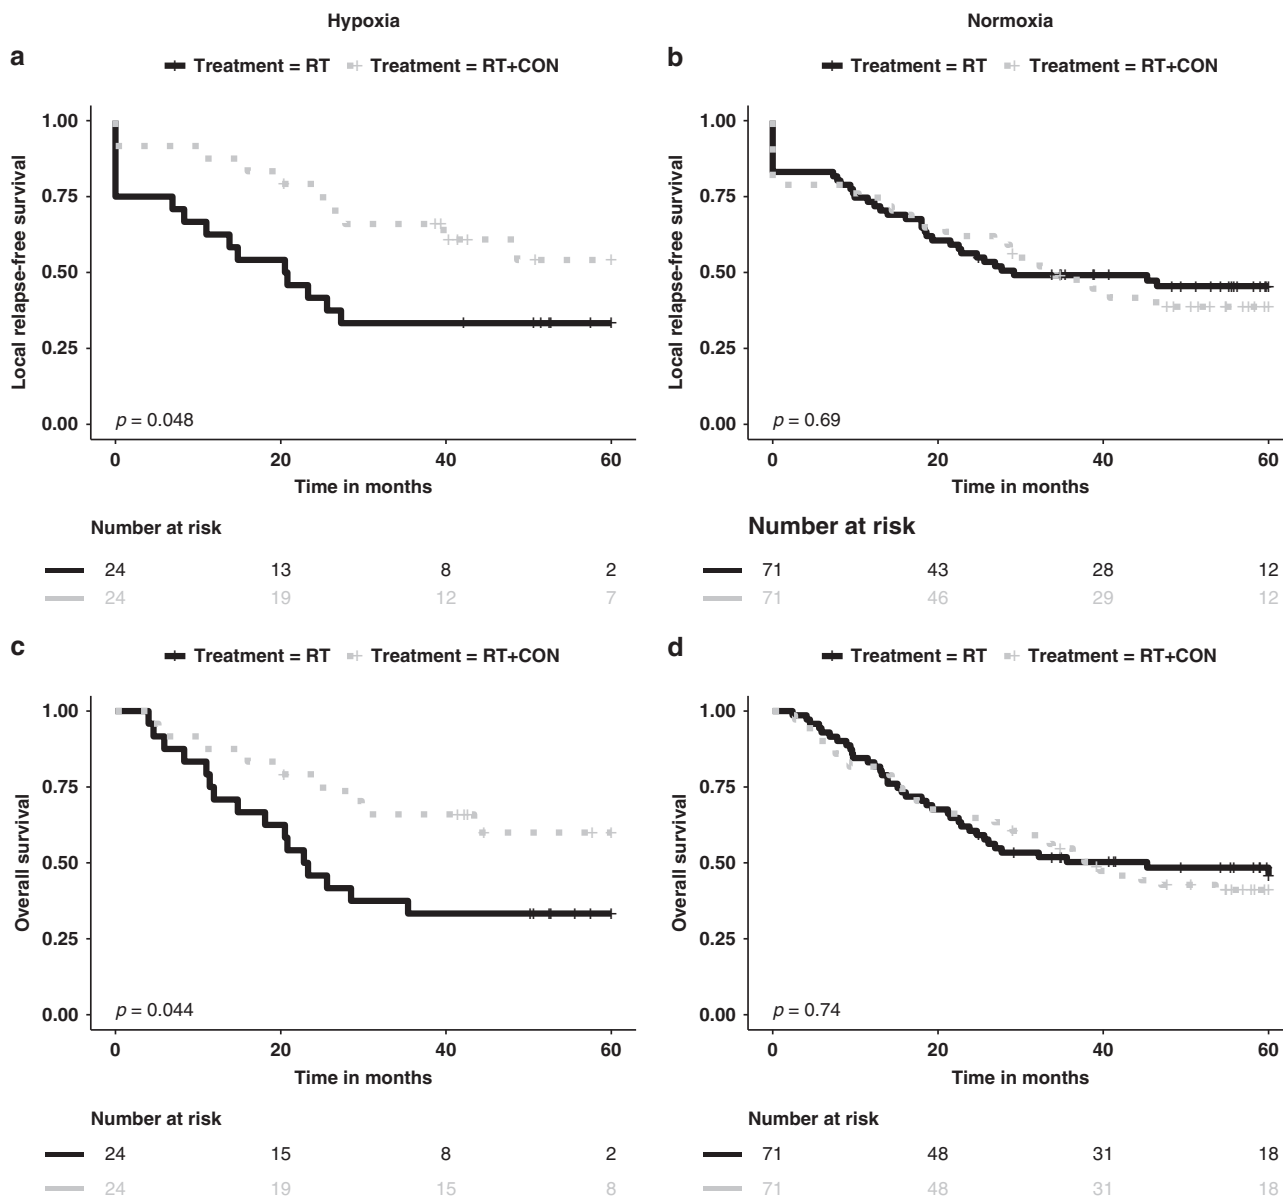 Hypoxia
Normoxia
a
Treatment = RT Treatment = RT+CON
Local relapse-free survival
1.00
0.75
0.50
0.25
0.00
p = 0.048
0 20 40 60
Time in months
Number at risk
24 13 8 2
24 19 12 7
b
Treatment = RT Treatment = RT+CON
Local relapse-free survival
1.00
0.75
0.50
0.25
0.00
p = 0.69
0 20 40 60
Time in months
Number at risk
71 43 28 12
71 46 29 12
c
Treatment = RT Treatment = RT+CON
Overall survival
1.00
0.75
0.50
0.25
0.00
p = 0.044
0 20 40 60
Time in months
Number at risk
24 15 8 2
24 19 15 8
d
Treatment = RT Treatment = RT+CON
Overall survival
1.00
0.75
0.50
0.25
0.00
p = 0.74
0 20 40 60
Time in months
Number at risk
71 48 31 18
71 48 31 18